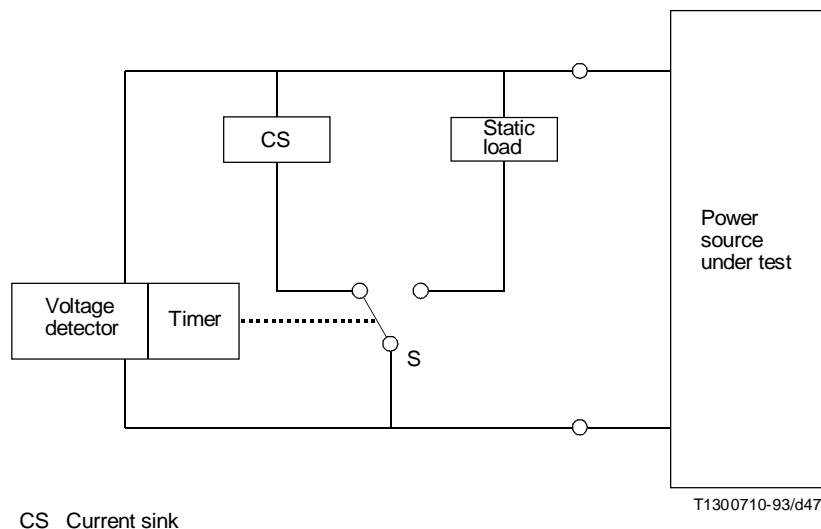 CS
Static
load
Power
source
under test
Voltage
detector
Timer
S
T1300710-93/d47
CS Current sink